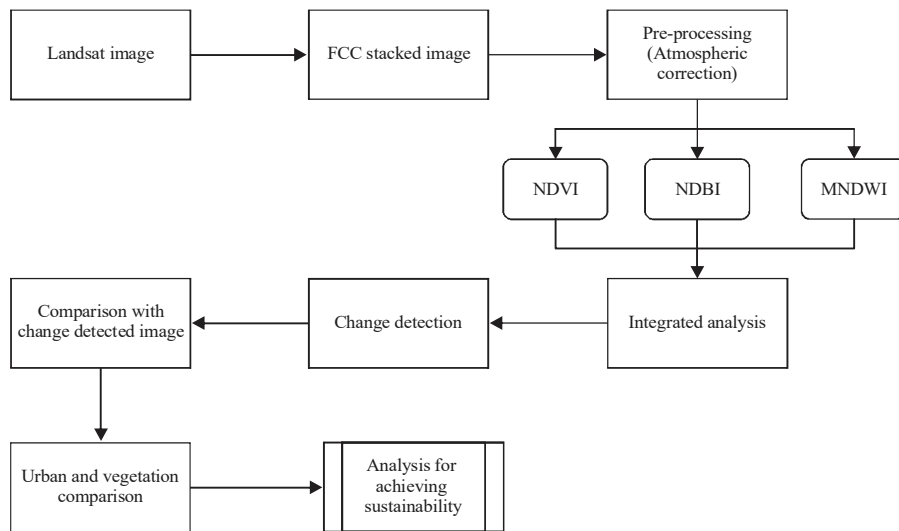 Landsat image
FCC stacked image
Pre-processing
(Atmospheric
correction)
NDVI
NDBI
MNDWI
Comparison with
change detected image
Change detection
Integrated analysis
Urban and vegetation
comparison
Analysis for
achieving
sustainability